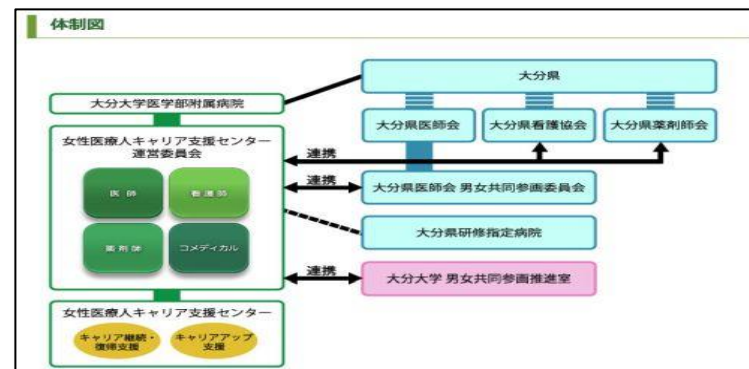 体制図
大分県
大分大学医学部附属病院
大分県医師会
大分県看護協会
大分県薬剤師会
女性医療人キャリア支援センター
運営委員会
連携
医師
看護師
連携
大分県医師会 男女共同参画委員会
薬剤師
コメディカル
大分県研修指定病院
連携
大分大学 男女共同参画推進室
女性医療人キャリア支援センター
キャリア継続・
復帰支援
キャリアアップ
支援